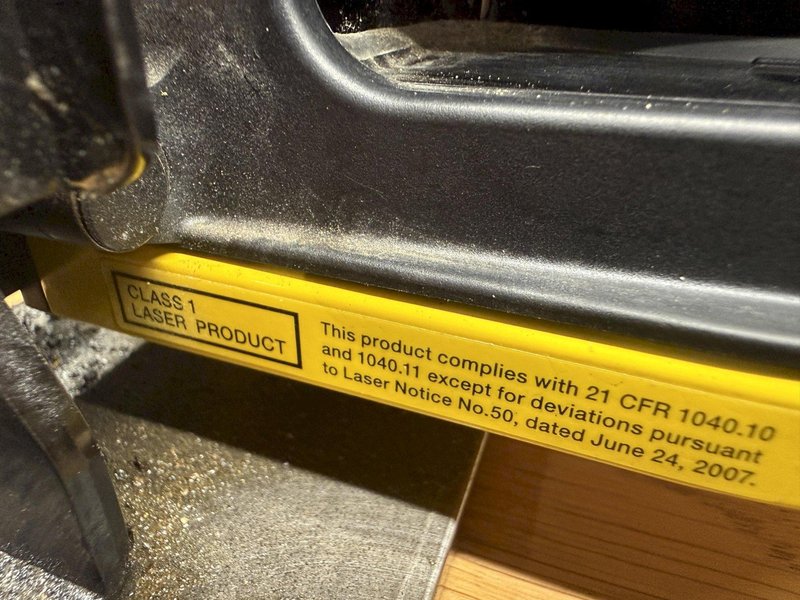 CLASS 1
LASER PRODUCT
This product complies with 21 CFR 1040.10
and 1040.11 except for deviations pursuant
to Laser Notice No.50, dated June 24, 2007.